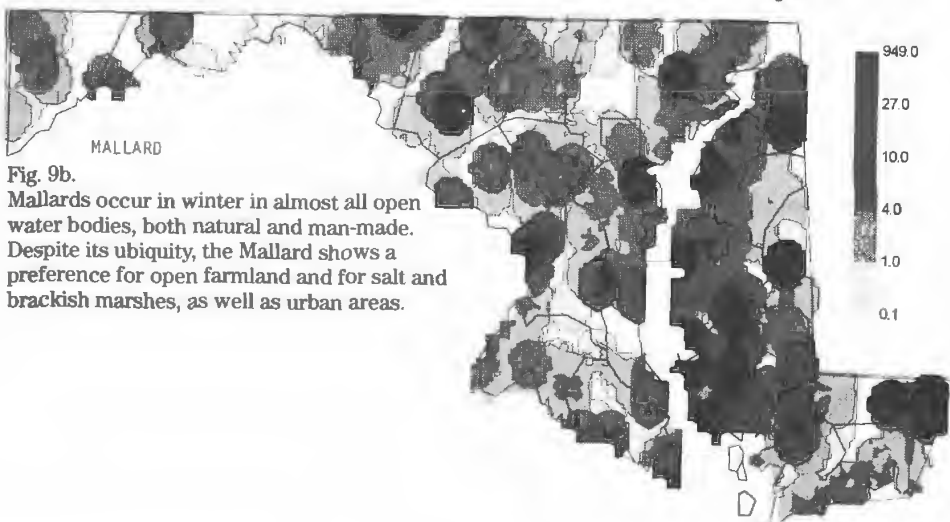 949.0
27.0
10.0
4.0
1.0
0.1
MALLARD
Fig. 9b.
Mallards occur in winter in almost all open
water bodies, both natural and man-made.
Despite its ubiquity, the Mallard shows a
preference for open farmland and for salt and
brackish marshes, as well as urban areas.